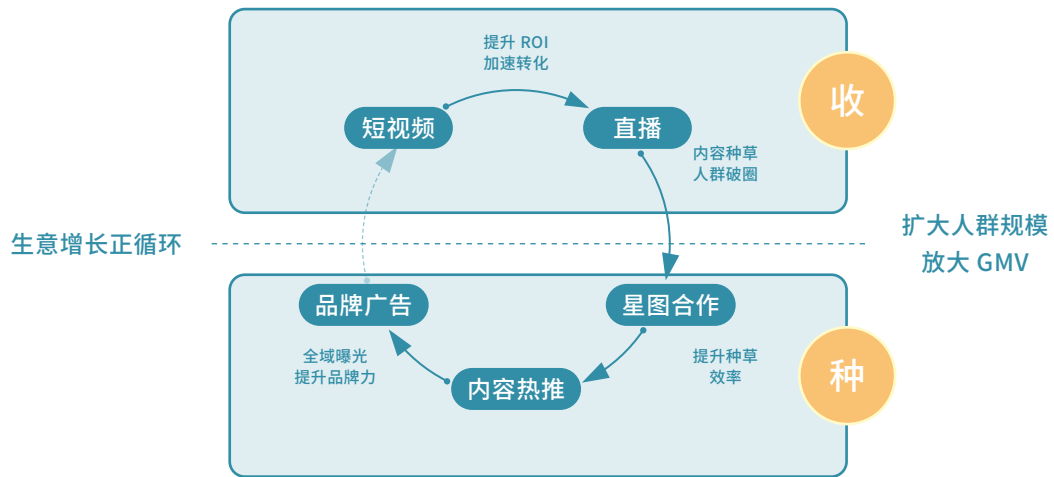 提升 ROI
加速转化
收
短视频
直播
内容种草
人群破圈
生意增长正循环
扩大人群规模
放大 GMV
品牌广告
星图合作
全域曝光
提升品牌力
提升种草
效率
内容热推
种